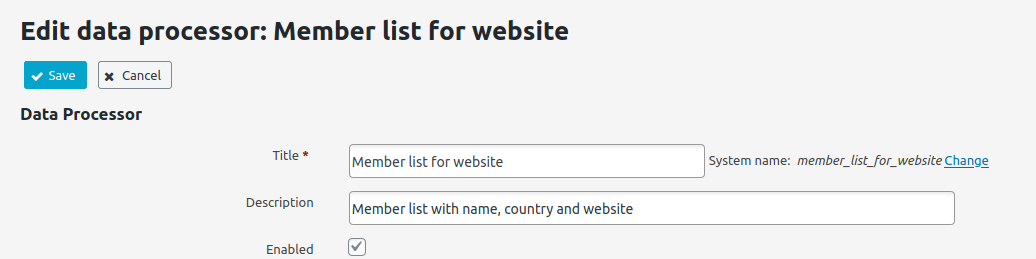 Edit data processor: Member list for website
Save Cancel
Data Processor
Title * Member list for website System name: member_list_for_website Change
Description Member list with name, country and website
Enabled